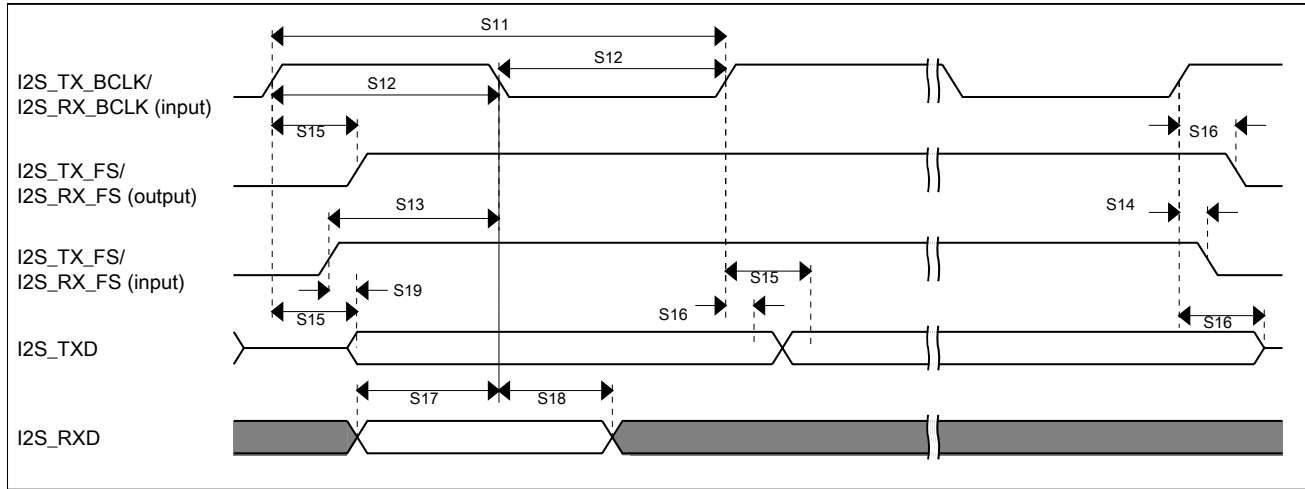 S11
I2S_TX_BCLK/
I2S_RX_BCLK (input)
S12
S12
S15
S16
I2S_TX_FS/
I2S_RX_FS (output)
S13
S14
I2S_TX_FS/
I2S_RX_FS (input)
S15
S19
S15
S16
S16
I2S_TXD
S17
S18
I2S_RXD